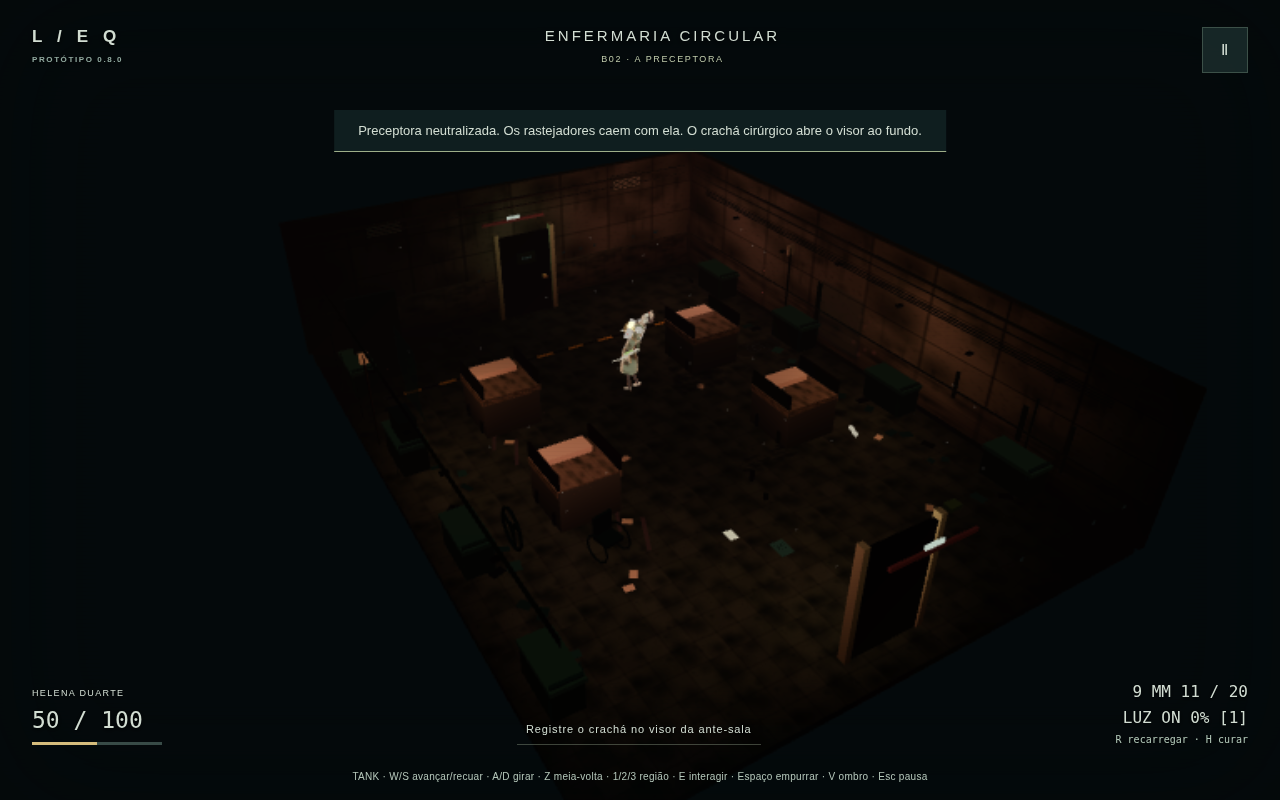 L / E Q
PROTÓTIPO 0.8.0
ENFERMARIA CIRCULAR
B02 · A PRECEPTORA
II
Preceptora neutralizada. Os rastejadores caem com ela. O crachá cirúrgico abre o visor ao fundo.
HELENA DUARTE
50 / 100
Registre o crachá no visor da ante-sala
9 MM 11 / 20
LUZ ON 0% [1]
R recarregar · H curar
TANK · W/S avançar/recuar · A/D girar · Z meia-volta · 1/2/3 região · E interagir · Espaço empurrar · V ombro · Esc pausa